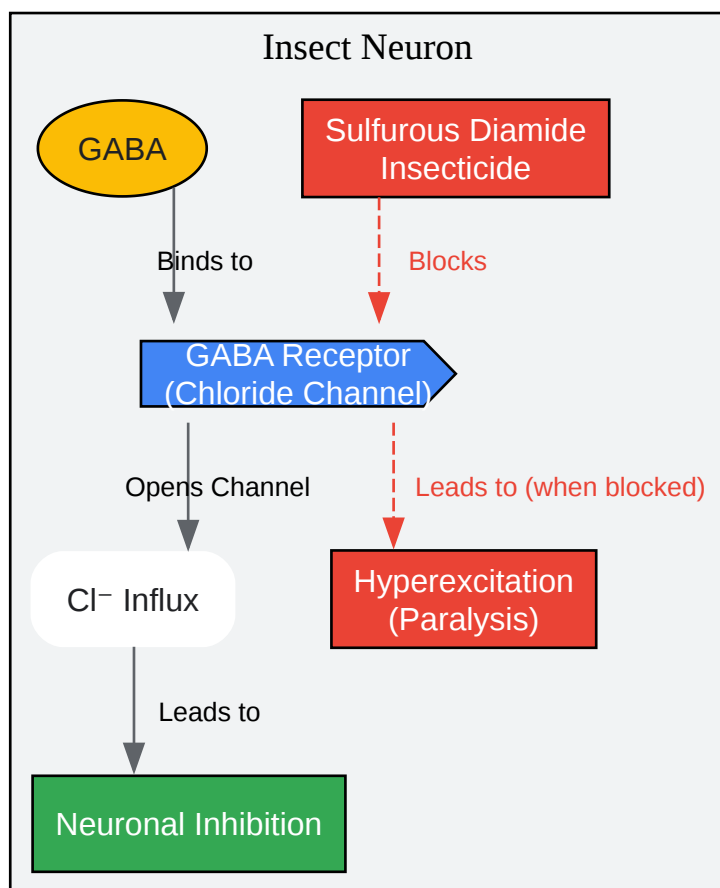 Insect Neuron
GABA
Sulfurous Diamide
Insecticide
Binds to
Blocks
GABA Receptor
(Chloride Channel)
Opens Channel
Leads to (when blocked)
Cl⁻ Influx
Hyperexcitation
(Paralysis)
Leads to
Neuronal Inhibition